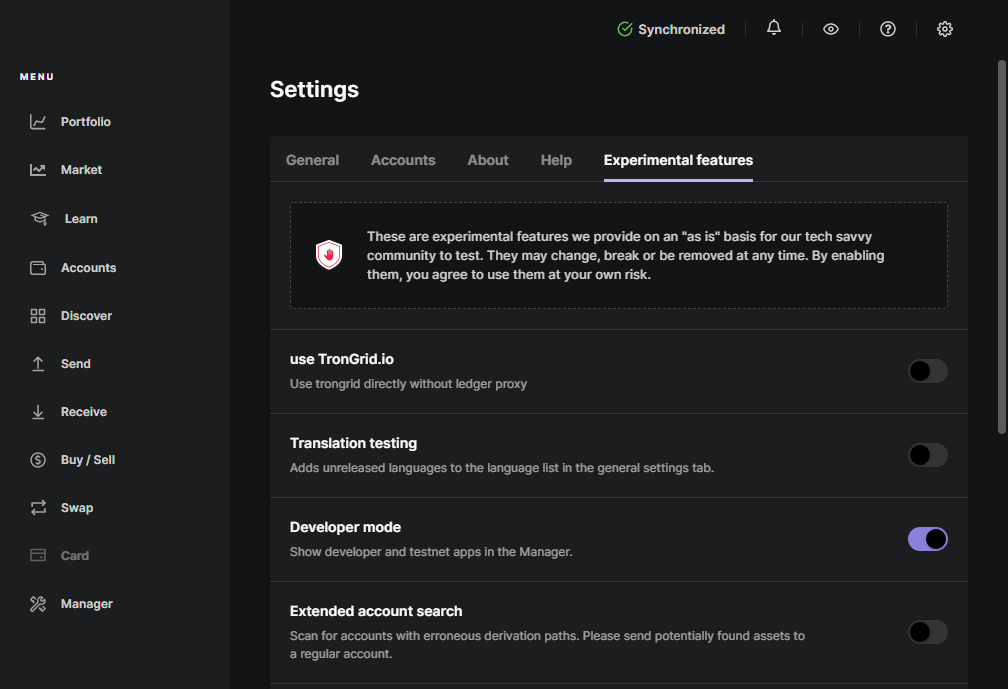 Synchronized
MENU
Portfolio
Market
Learn
Accounts
Discover
Send
Receive
Buy / Sell
Swap
Card
Manager
Settings
General Accounts About Help Experimental features
These are experimental features we provide on an "as is" basis for our tech savvy
community to test. They may change, break or be removed at any time. By enabling
them, you agree to use them at your own risk.
use TronGrid.io
Use trongrid directly without ledger proxy
Translation testing
Adds unreleased languages to the language list in the general settings tab.
Developer mode
Show developer and testnet apps in the Manager.
Extended account search
Scan for accounts with erroneous derivation paths. Please send potentially found assets to
a regular account.